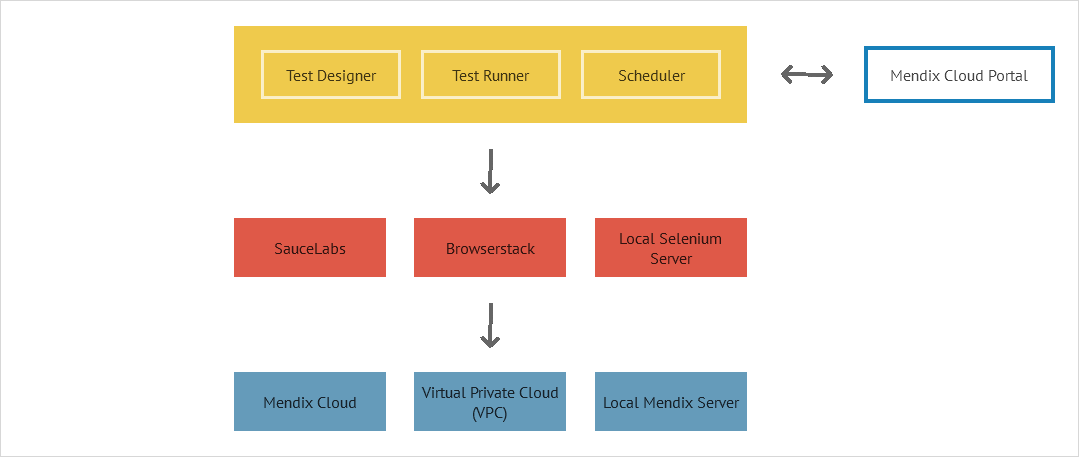 Test Designer
Test Runner
Scheduler
Mendix Cloud Portal
SauceLabs
Browserstack
Local Selenium
Server
Mendix Cloud
Virtual Private Cloud
(VPC)
Local Mendix Server